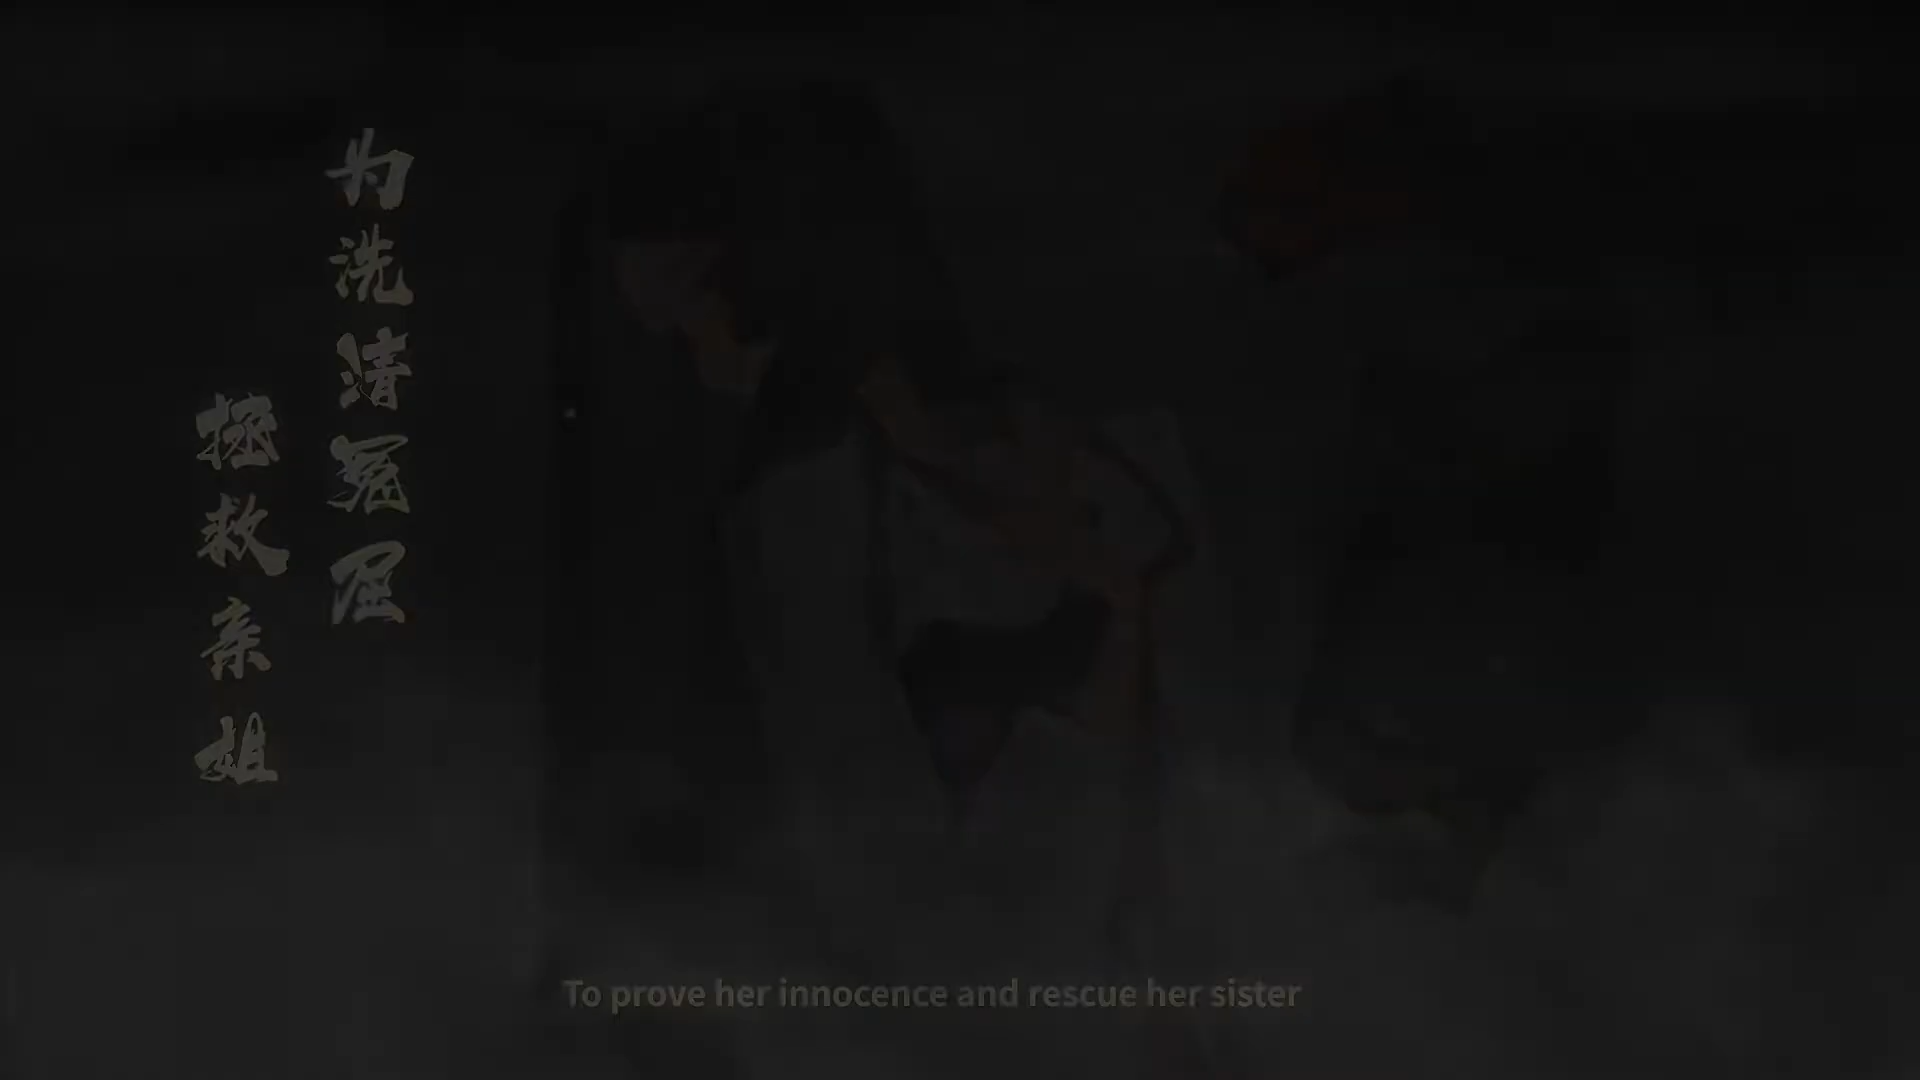 为洗清冤屈
拯救亲姐
To prove her innocence and rescue her sister